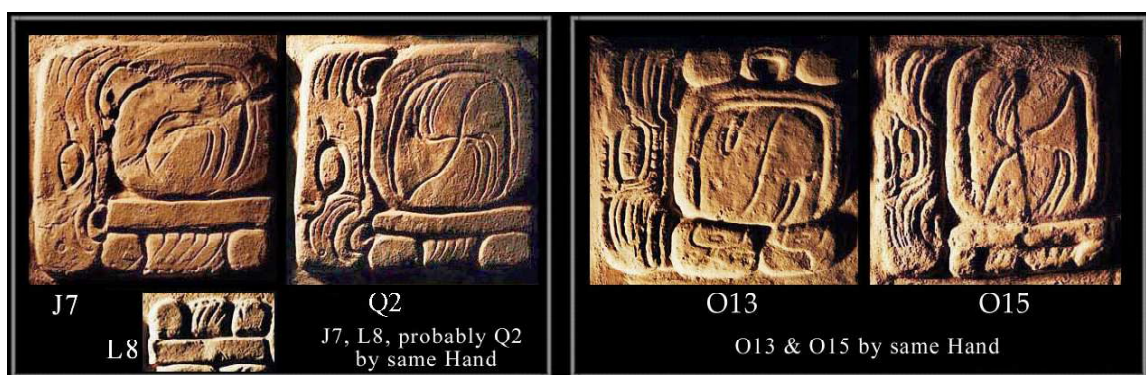 J7
Q2
L8
J7, L8, probably Q2
by same Hand
O13
O15
O13 & O15 by same Hand